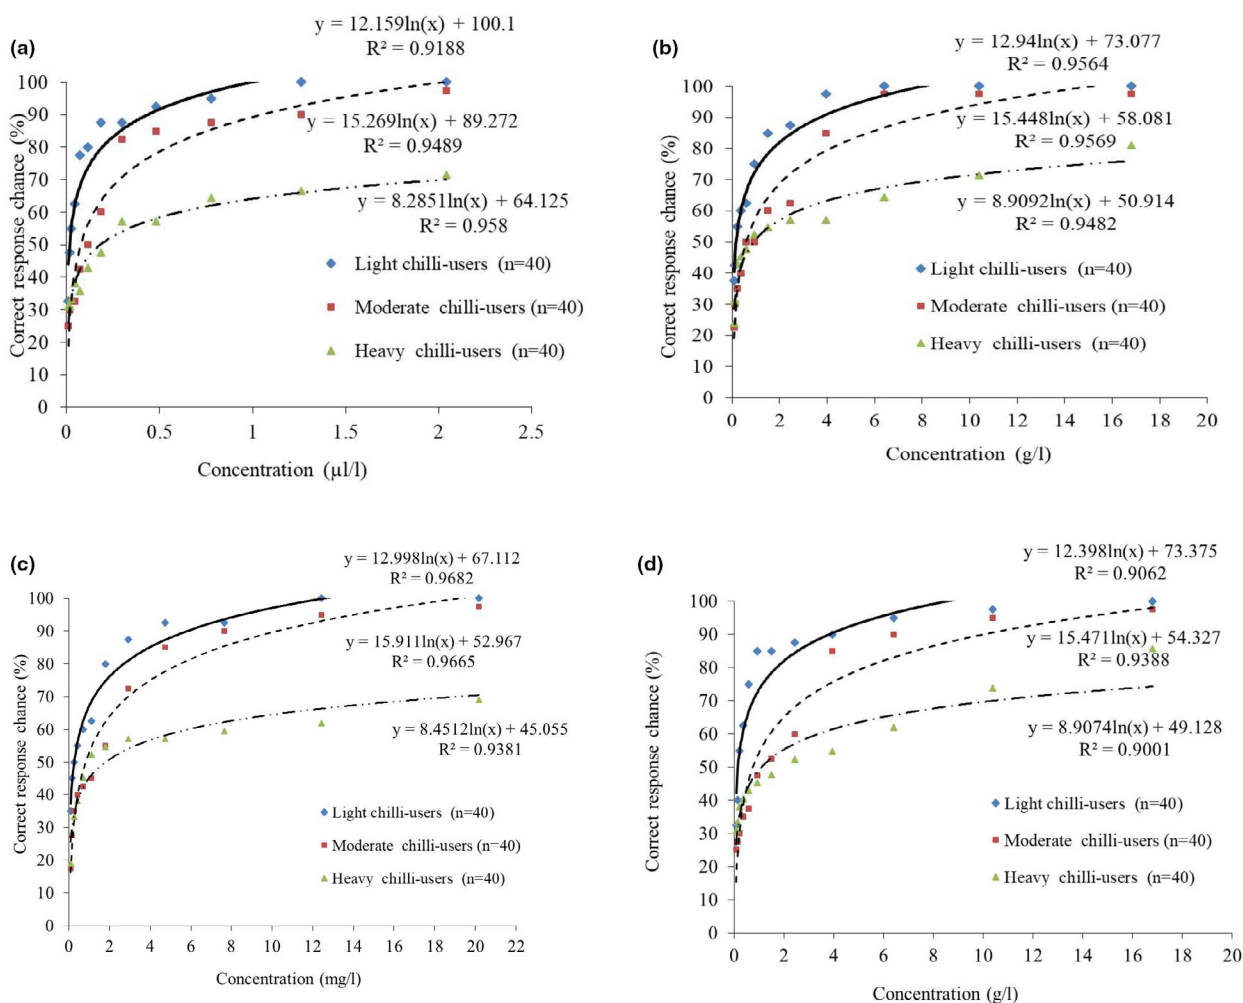 (a)
y = 12.159ln(x) + 100.1
R² = 0.9188
100
90
80
70
60
50
40
30
20
10
0
Correct response chance (%)
y = 15.269ln(x) + 89.272
R² = 0.9489
y = 8.2851ln(x) + 64.125
R² = 0.958
Light chilli-users (n=40)
Moderate chilli-users (n=40)
Heavy chilli-users (n=40)
0 0.5 1 1.5 2 2.5
Concentration (µl/l)
(b)
y = 12.94ln(x) + 73.077
R² = 0.9564
100
90
80
70
60
50
40
30
20
10
0
Correct response chance (%)
y = 15.448ln(x) + 58.081
R² = 0.9569
y = 8.9092ln(x) + 50.914
R² = 0.9482
Light chilli-users (n=40)
Moderate chilli-users (n=40)
Heavy chilli-users (n=40)
0 2 4 6 8 10 12 14 16 18 20
Concentration (g/l)
(c)
y = 12.998ln(x) + 67.112
R² = 0.9682
100
90
80
70
60
50
40
30
20
10
0
Correct response chance (%)
y = 15.911ln(x) + 52.967
R² = 0.9665
y = 8.4512ln(x) + 45.055
R² = 0.9381
Light chilli-users (n=40)
Moderate chilli-users (n=40)
Heavy chilli-users (n=40)
0 2 4 6 8 10 12 14 16 18 20 22
Concentration (mg/l)
(d)
y = 12.398ln(x) + 73.375
R² = 0.9062
100
90
80
70
60
50
40
30
20
10
0
Correct response chance (%)
y = 15.471ln(x) + 54.327
R² = 0.9388
y = 8.9074ln(x) + 49.128
R² = 0.9001
Light chilli-users (n=40)
Moderate chilli-users (n=40)
Heavy chilli-users (n=40)
0 2 4 6 8 10 12 14 16 18 20
Concentration (g/l)